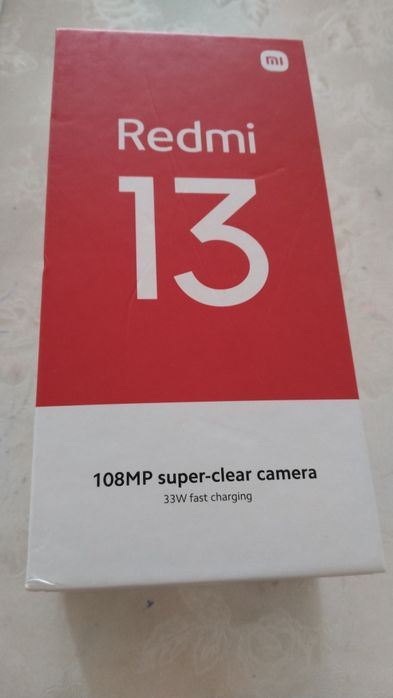 mi
Redmi
13
108MP super-clear camera
33W fast charging